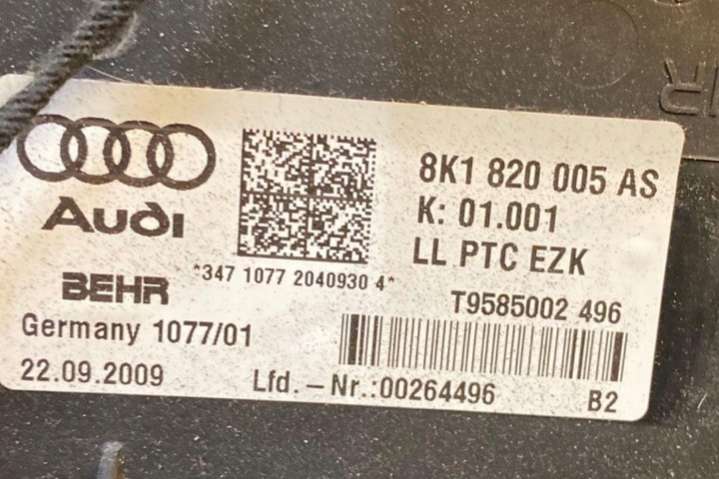 Audi
8K1 820 005 AS
K: 01.001
LL PTC EZK
*347 1077 2040930 4*
BEHR
T9585002 496
Germany 1077/01
22.09.2009
Lfd. – Nr.:00264496
B2